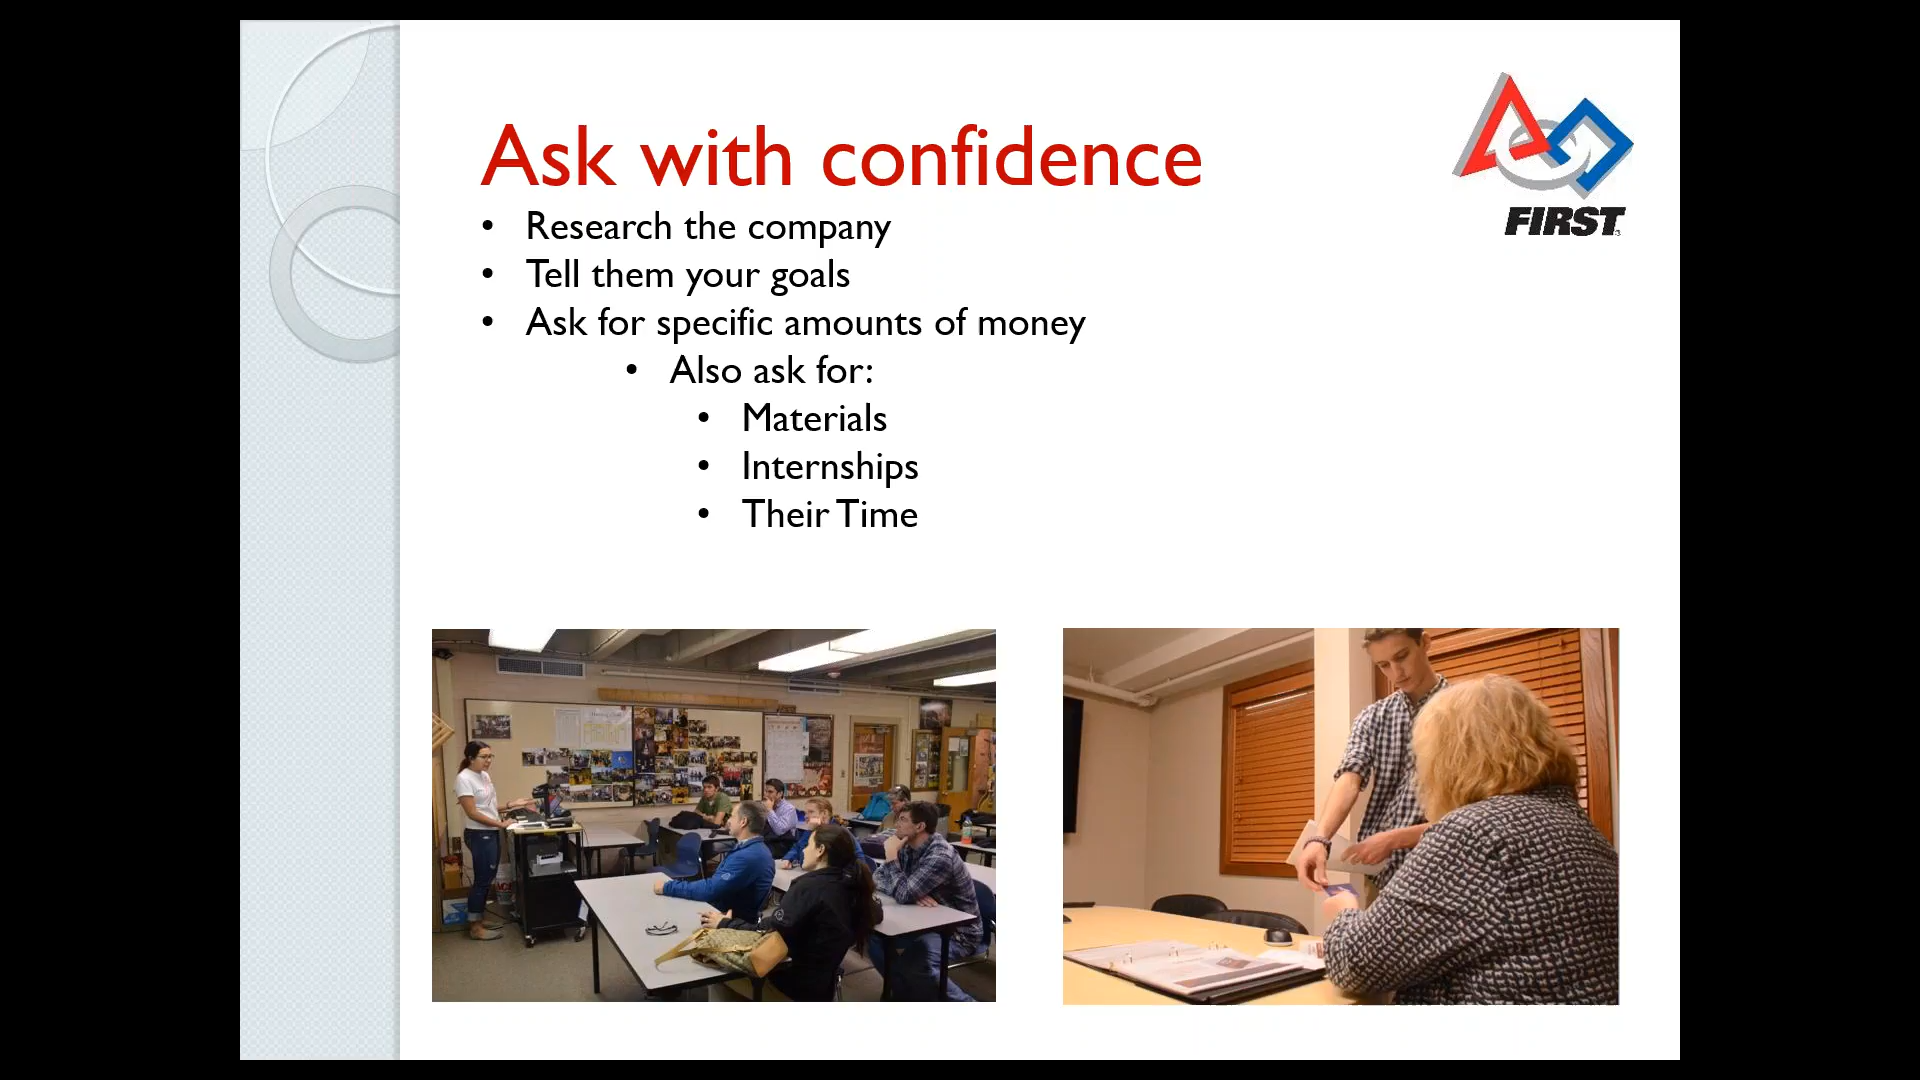 Ask with confidence
• Research the company
• Tell them your goals
• Ask for specific amounts of money
• Also ask for:
• Materials
• Internships
• Their Time
FIRST